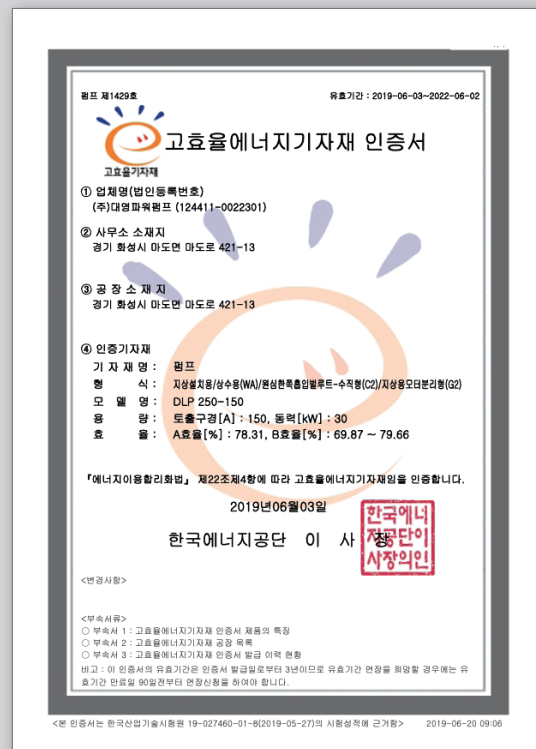 펌프 제1429호
유효기간 : 2019-06-03~2022-06-02
고효율기자재
고효율에너지기자재 인증서
① 업체명(법인등록번호)
(주)대영파워펌프 (124411-0022301)
② 사무소 소재지
경기 화성시 마도면 마도로 421-13
③ 공 장 소 재 지
경기 화성시 마도면 마도로 421-13
④ 인증기자재
기 자 재 명 : 펌프
형 식 : 지상설치용/상수용(WA)/원심한쪽흡입벌루트-수직형(C2)/지상용모터분리형(G2)
모 델 명 : DLP 250-150
용 량 : 토출구경[A] : 150, 동력[kW] : 30
효 율 : A효율[%] : 78.31, B효율[%] : 69.87 ~ 79.66
『에너지이용합리화법』 제22조제4항에 따라 고효율에너지기자재임을 인증합니다.
2019년06월03일
한국에너지공단 이 사 장
한국에너
지공단이
사장의인
<변경사항>
<부속서류>
○ 부속서 1 : 고효율에너지기자재 인증서 제품의 특징
○ 부속서 2 : 고효율에너지기자재 공장 목록
○ 부속서 3 : 고효율에너지기자재 인증서 발급 이력 현황
비고 : 이 인증서의 유효기간은 인증서 발급일로부터 3년이므로 유효기간 연장을 희망할 경우에는 유
효기간 만료일 90일전부터 연장신청을 하여야 합니다.
<본 인증서는 한국산업기술시험원 19-027460-01-8(2019-05-27)의 시험성적에 근거함>
2019-06-20 09:06